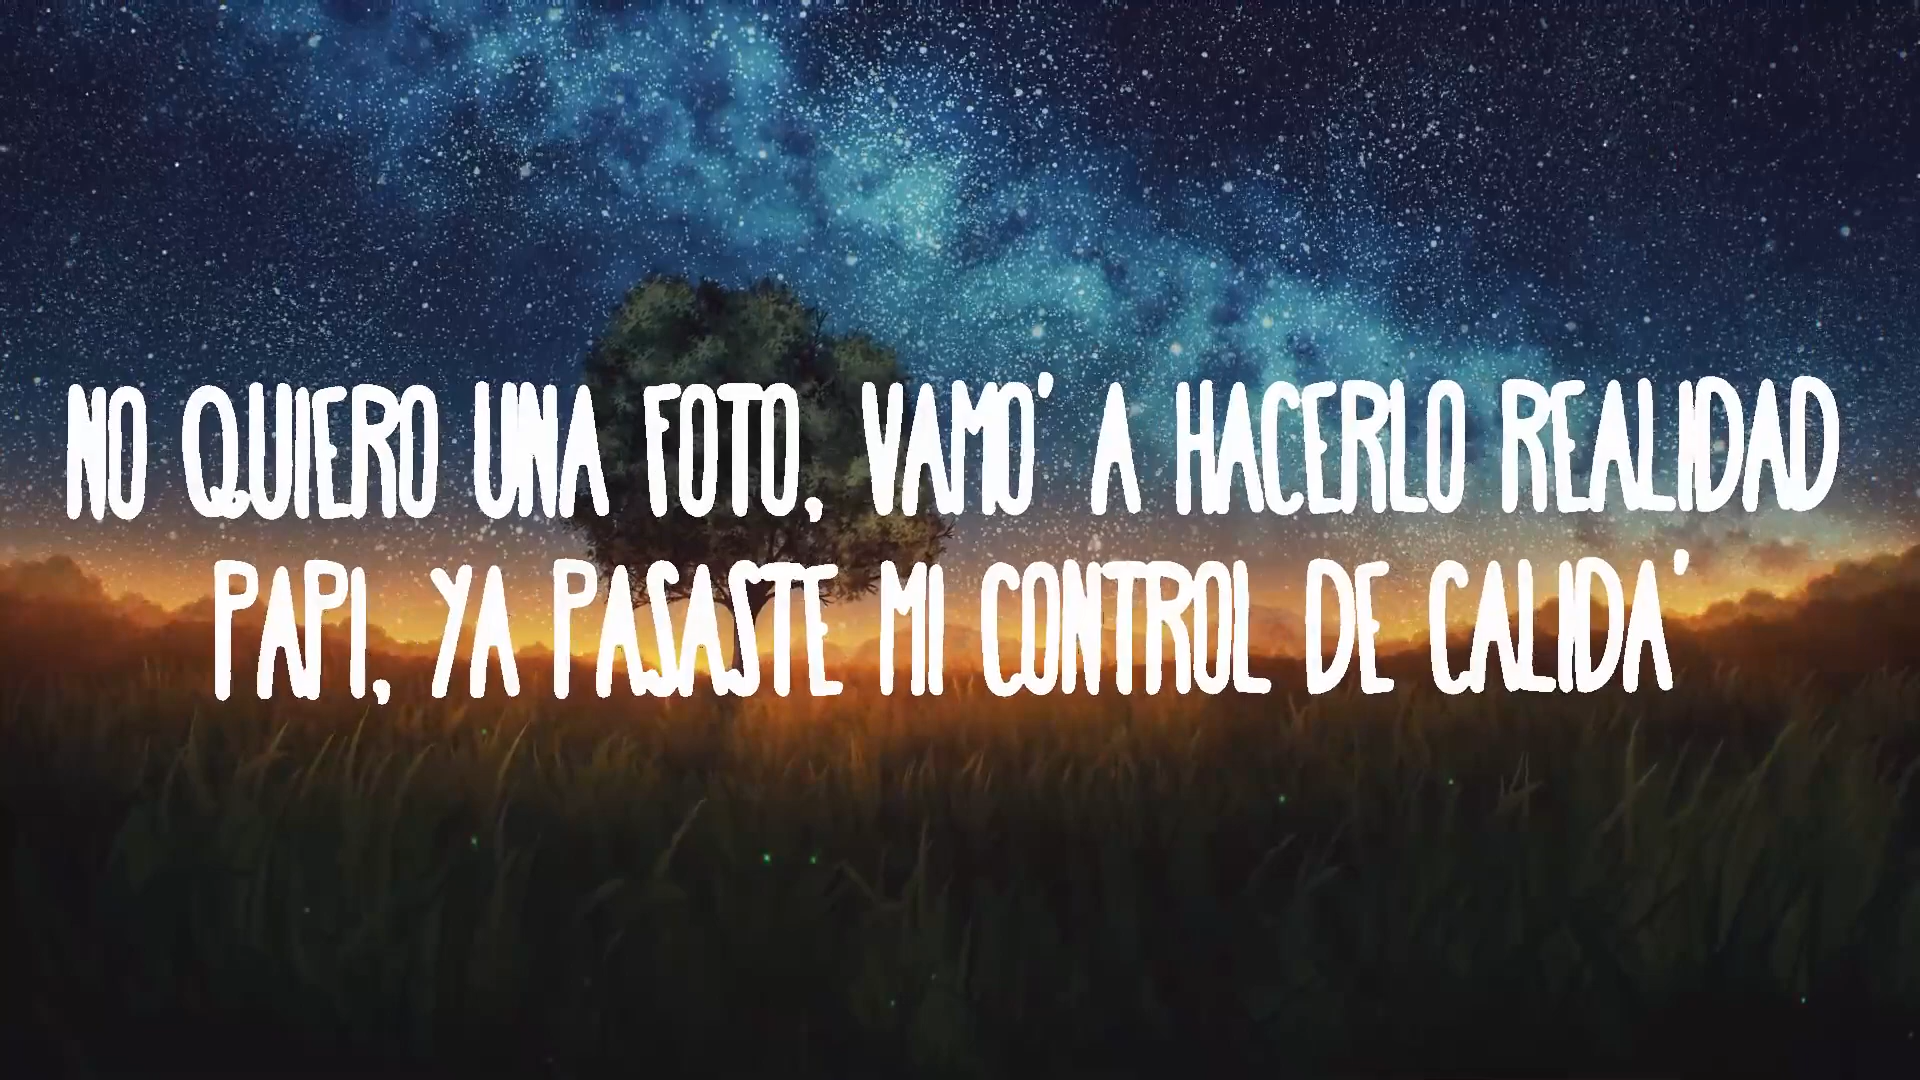 NO QUIERO UNA FOTO, VAMO' A HACERLO REALIDAD
PAPI, YA PASASTE MI CONTROL DE CALIDA'